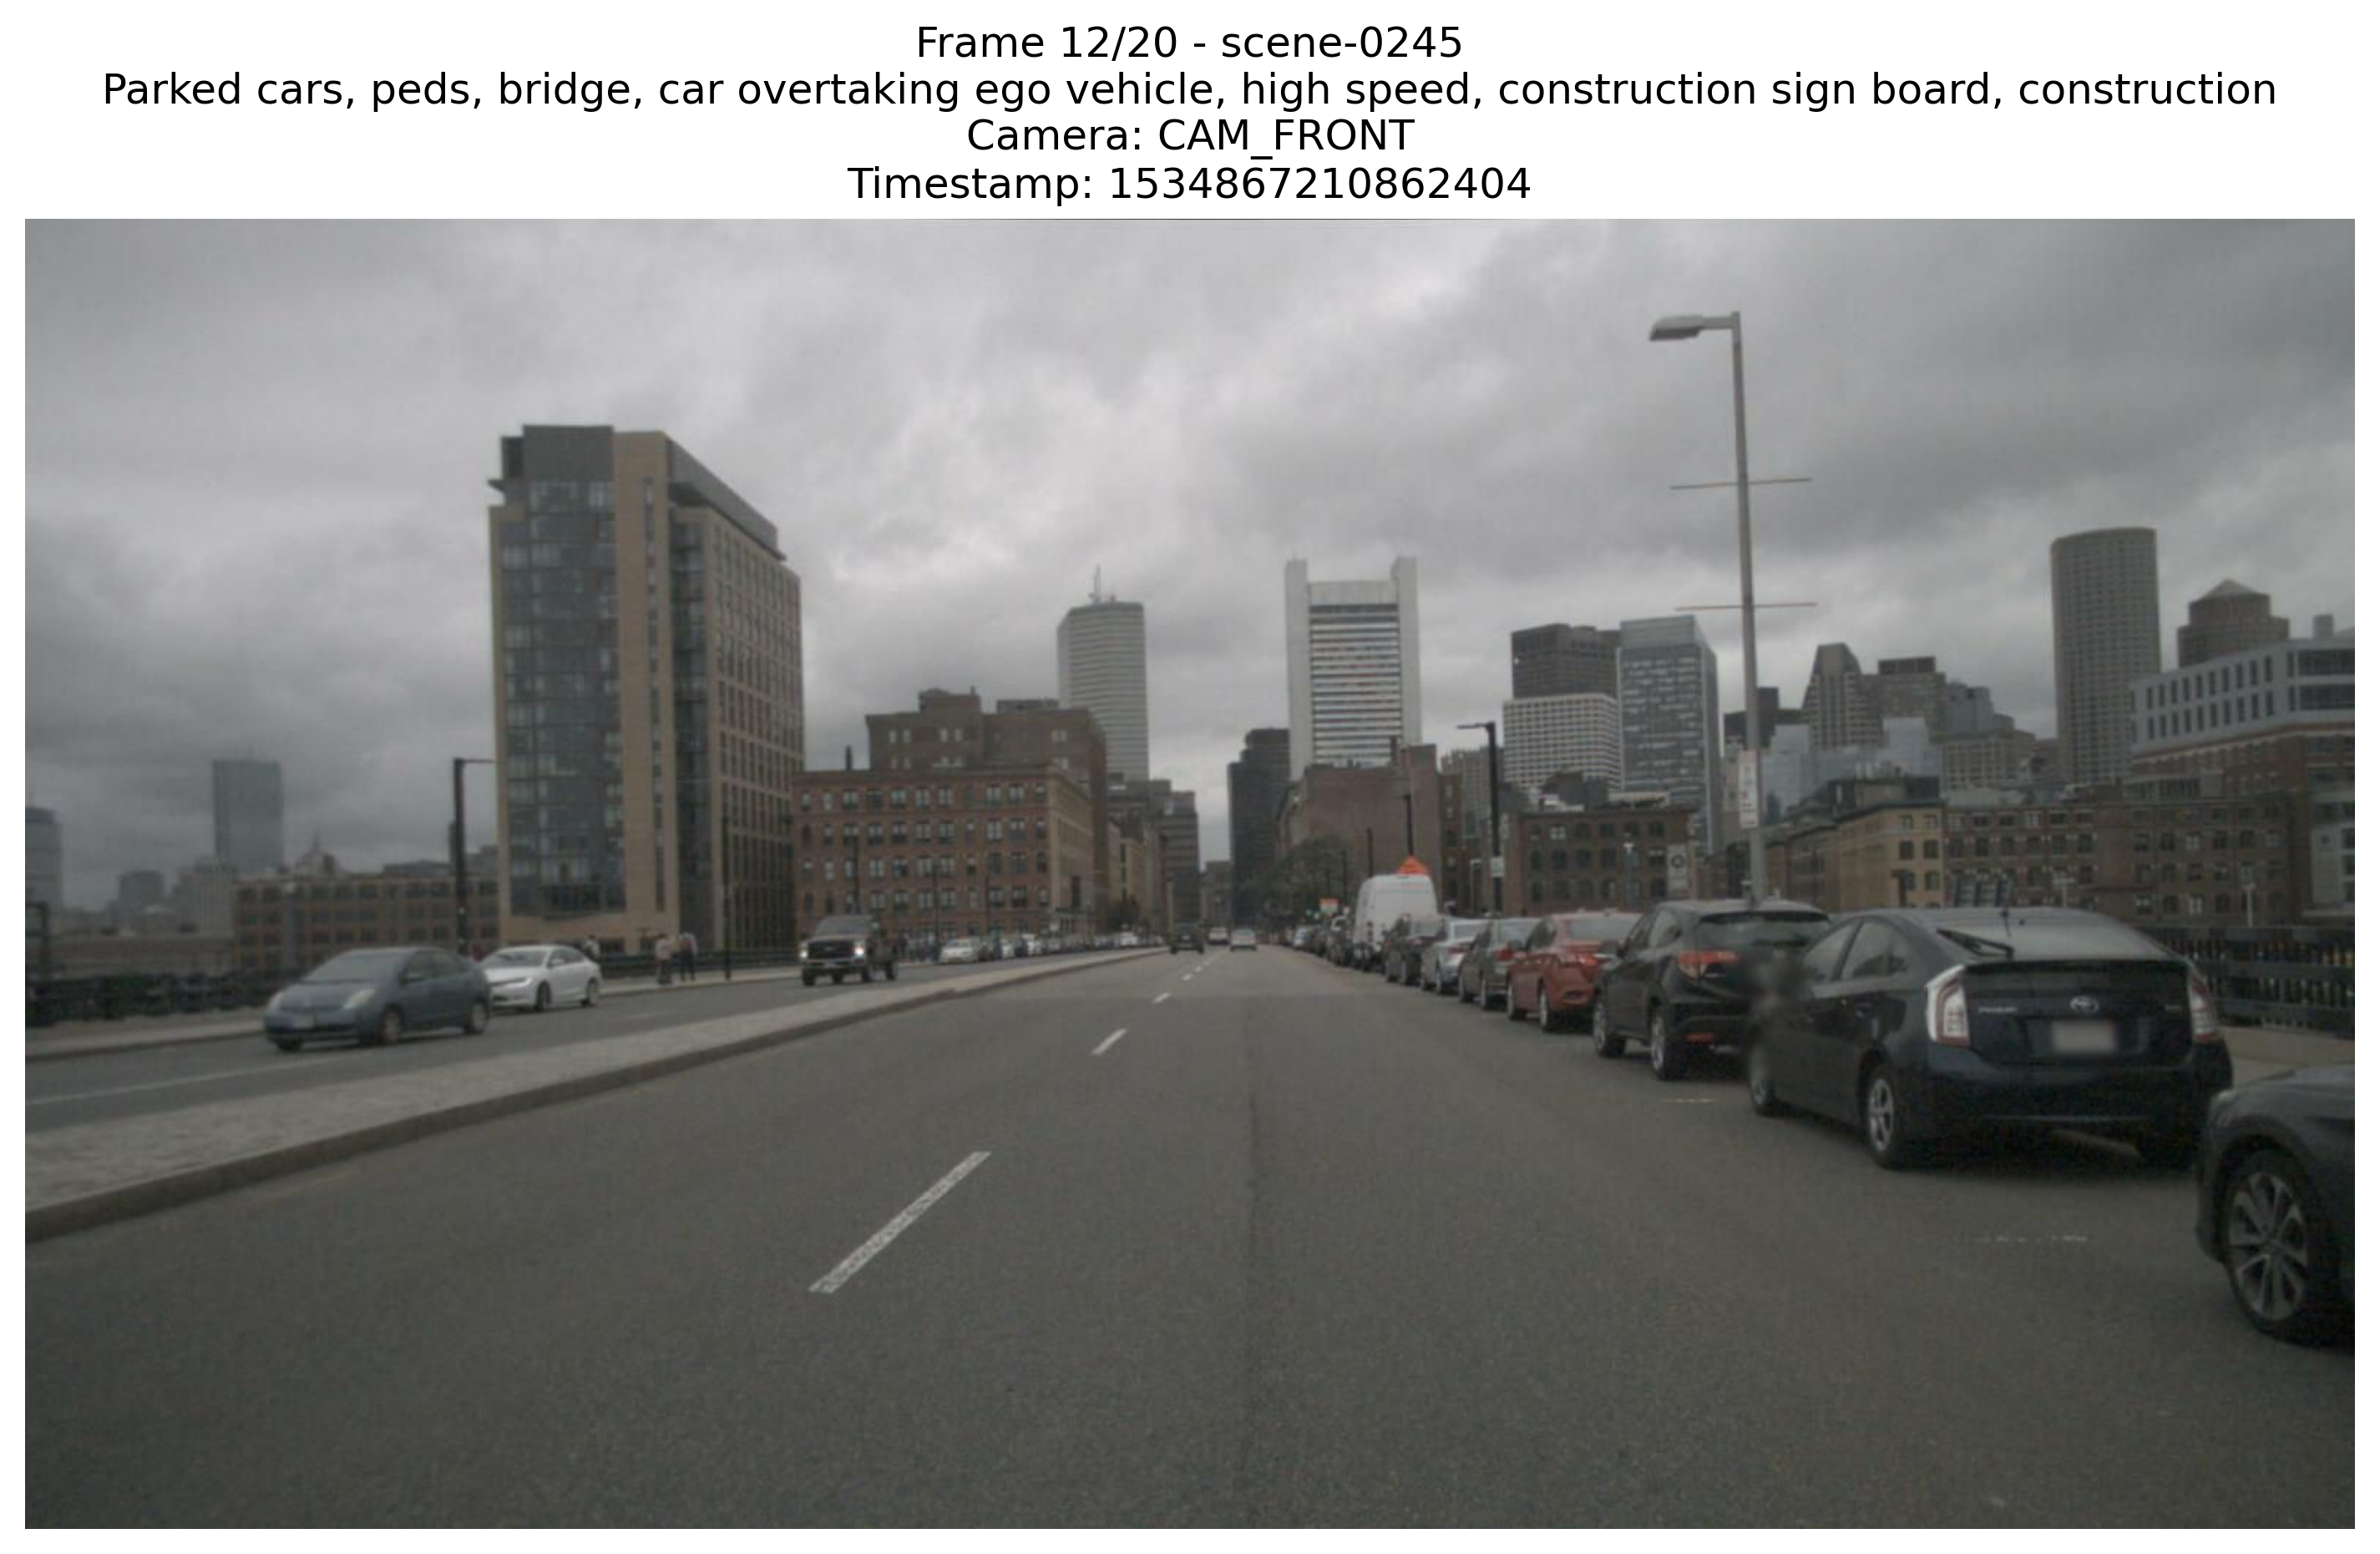 Frame 12/20 - scene-0245
Parked cars, peds, bridge, car overtaking ego vehicle, high speed, construction sign board, construction
Camera: CAM_FRONT
Timestamp: 1534867210862404